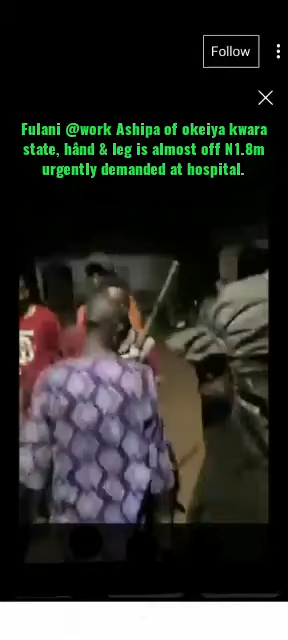 Follow
Fulani @work Ashipa of okeiya kwara
state, hånd & leg is almost off N1.8m
urgently demanded at hospital.